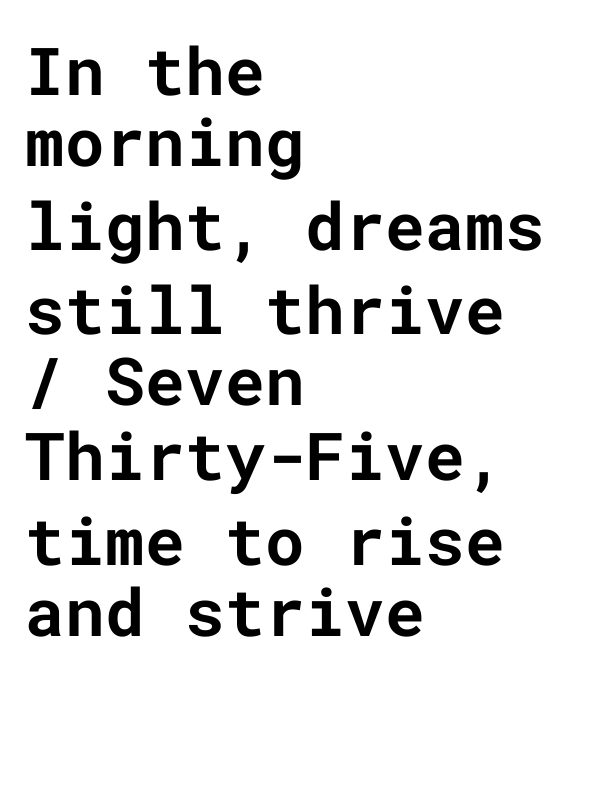 In the
morning
light, dreams
still thrive
/ Seven
Thirty-Five,
time to rise
and strive